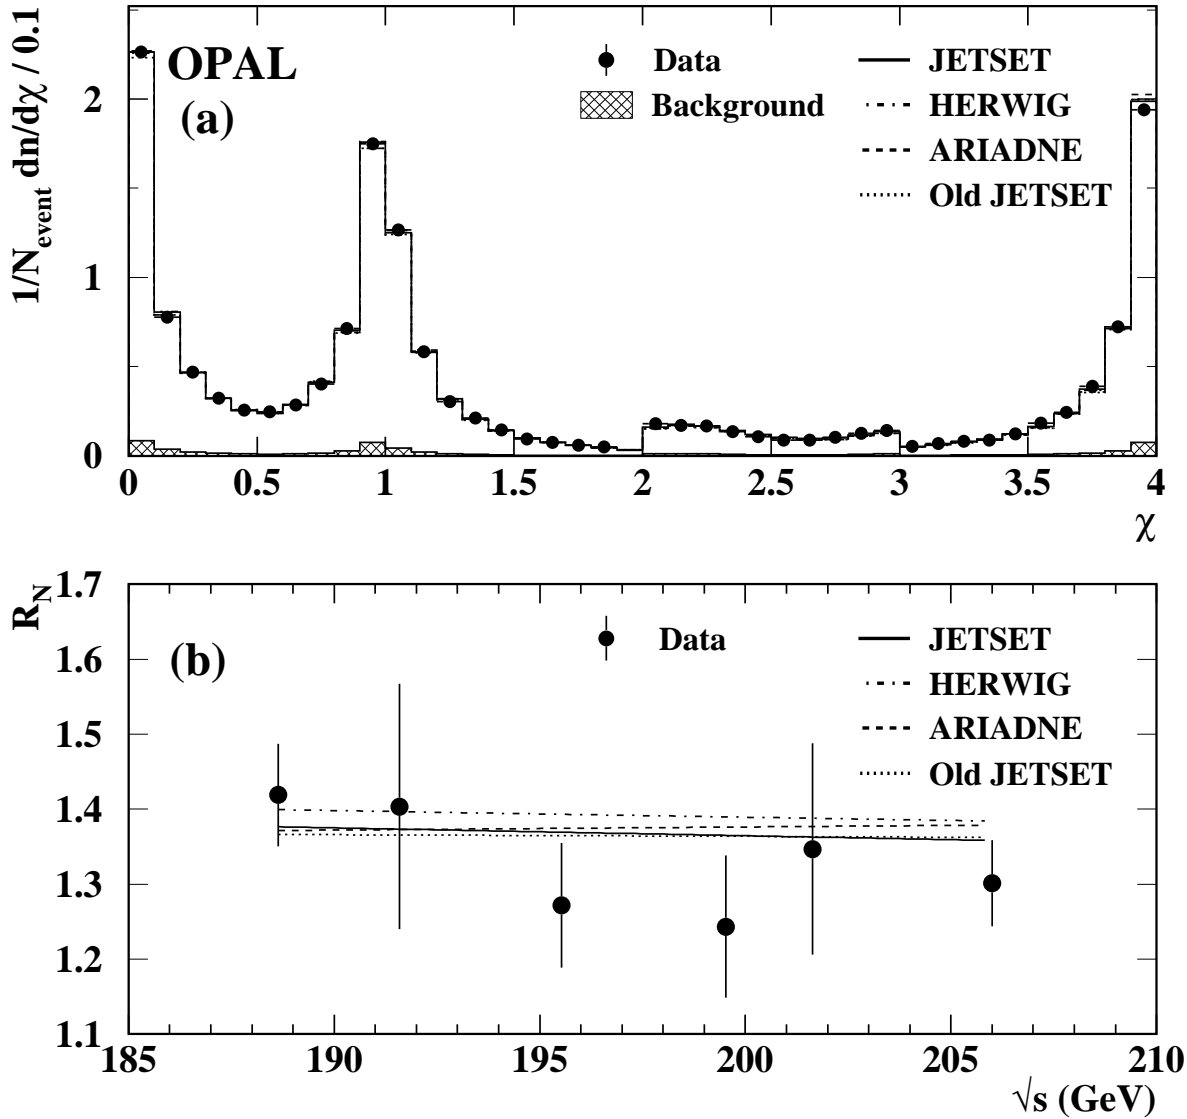 1/N_event dn/dχ / 0.1
2
1
0
OPAL
(a)
Data
Background
JETSET
HERWIG
ARIADNE
Old JETSET
0 0.5 1 1.5 2 2.5 3 3.5 4
χ
R_N
1.7
1.6
1.5
1.4
1.3
1.2
1.1
(b)
Data
JETSET
HERWIG
ARIADNE
Old JETSET
185 190 195 200 205 210
√s (GeV)